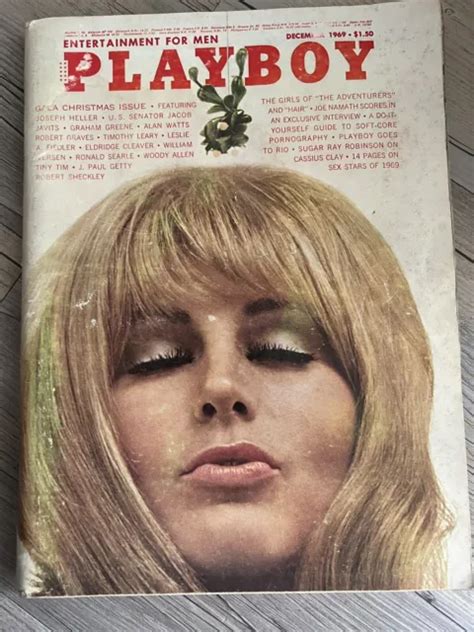 ENTERTAINMENT FOR MEN
DECEMBER 1969 • $1.50
PLAYBOY
GALA CHRISTMAS ISSUE • FEATURING
JOSEPH HELLER • U. S. SENATOR JACOB
JAVITS • GRAHAM GREENE • ALAN WATTS
ROBERT GRAVES • TIMOTHY LEARY • LESLIE
A. FIEDLER • ELDRIDGE CLEAVER • WILLIAM
IVERSEN • RONALD SEARLE • WOODY ALLEN
TINY TIM • J. PAUL GETTY
ROBERT SHECKLEY
THE GIRLS OF "THE ADVENTURERS"
AND "HAIR" • JOE NAMATH SCORES IN
AN EXCLUSIVE INTERVIEW • A DO-IT-
YOURSELF GUIDE TO SOFT-CORE
PORNOGRAPHY • PLAYBOY GOES
TO RIO • SUGAR RAY ROBINSON ON
CASSIUS CLAY • 14 PAGES ON
SEX STARS OF 1969